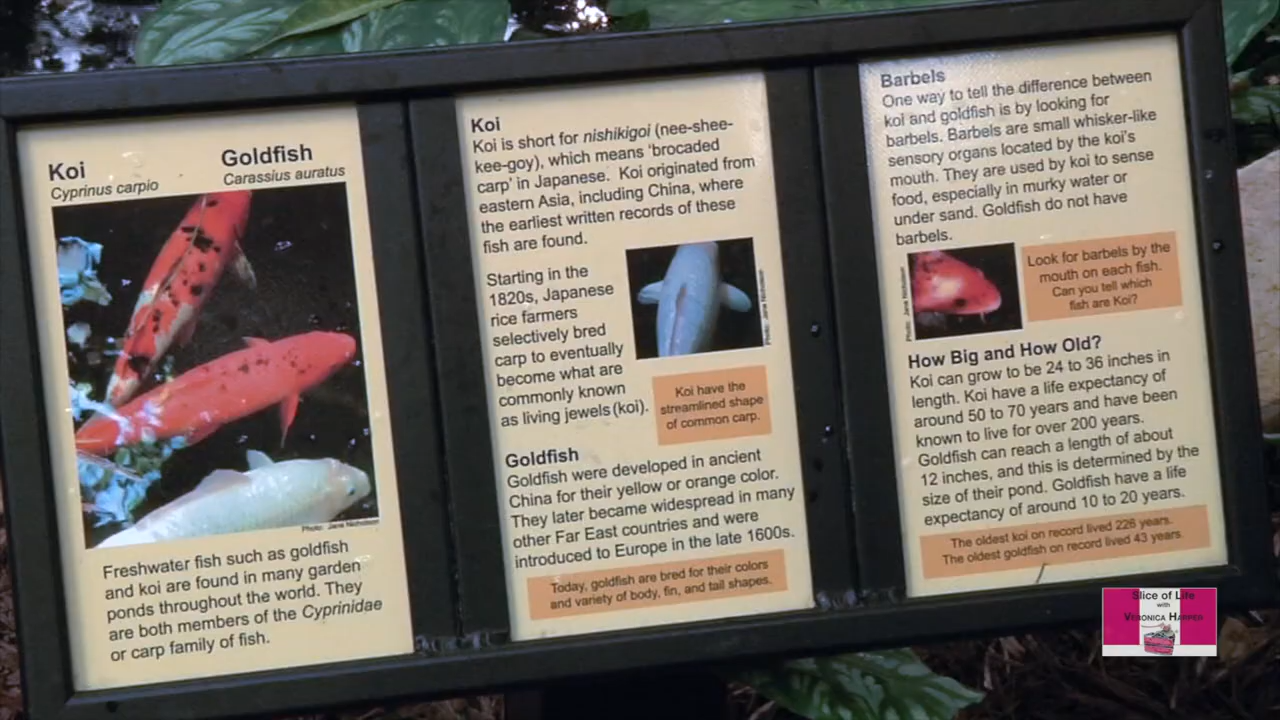 Koi
Cyprinus carpio
Goldfish
Carassius auratus
Photo: Jane Nicholson
Freshwater fish such as goldfish
and koi are found in many garden
ponds throughout the world. They
are both members of the Cyprinidae
or carp family of fish.
Koi
Koi is short for nishikigoi (nee-shee-
kee-goy), which means 'brocaded
carp' in Japanese. Koi originated from
eastern Asia, including China, where
the earliest written records of these
fish are found.
Starting in the
1820s, Japanese
rice farmers
selectively bred
carp to eventually
become what are
commonly known
as living jewels (koi).
Photo: Jane Nicholson
Koi have the
streamlined shape
of common carp.
Goldfish
Goldfish were developed in ancient
China for their yellow or orange color.
They later became widespread in many
other Far East countries and were
introduced to Europe in the late 1600s.
Today, goldfish are bred for their colors
and variety of body, fin, and tail shapes.
Barbels
One way to tell the difference between
koi and goldfish is by looking for
barbels. Barbels are small whisker-like
sensory organs located by the koi's
mouth. They are used by koi to sense
food, especially in murky water or
under sand. Goldfish do not have
barbels.
Photo: Jane Nicholson
Look for barbels by the
mouth on each fish.
Can you tell which
fish are Koi?
How Big and How Old?
Koi can grow to be 24 to 36 inches in
length. Koi have a life expectancy of
around 50 to 70 years and have been
known to live for over 200 years.
Goldfish can reach a length of about
12 inches, and this is determined by the
size of their pond. Goldfish have a life
expectancy of around 10 to 20 years.
The oldest koi on record lived 226 years.
The oldest goldfish on record lived 43 years.
Slice of Life
with
VERONICA HARPER